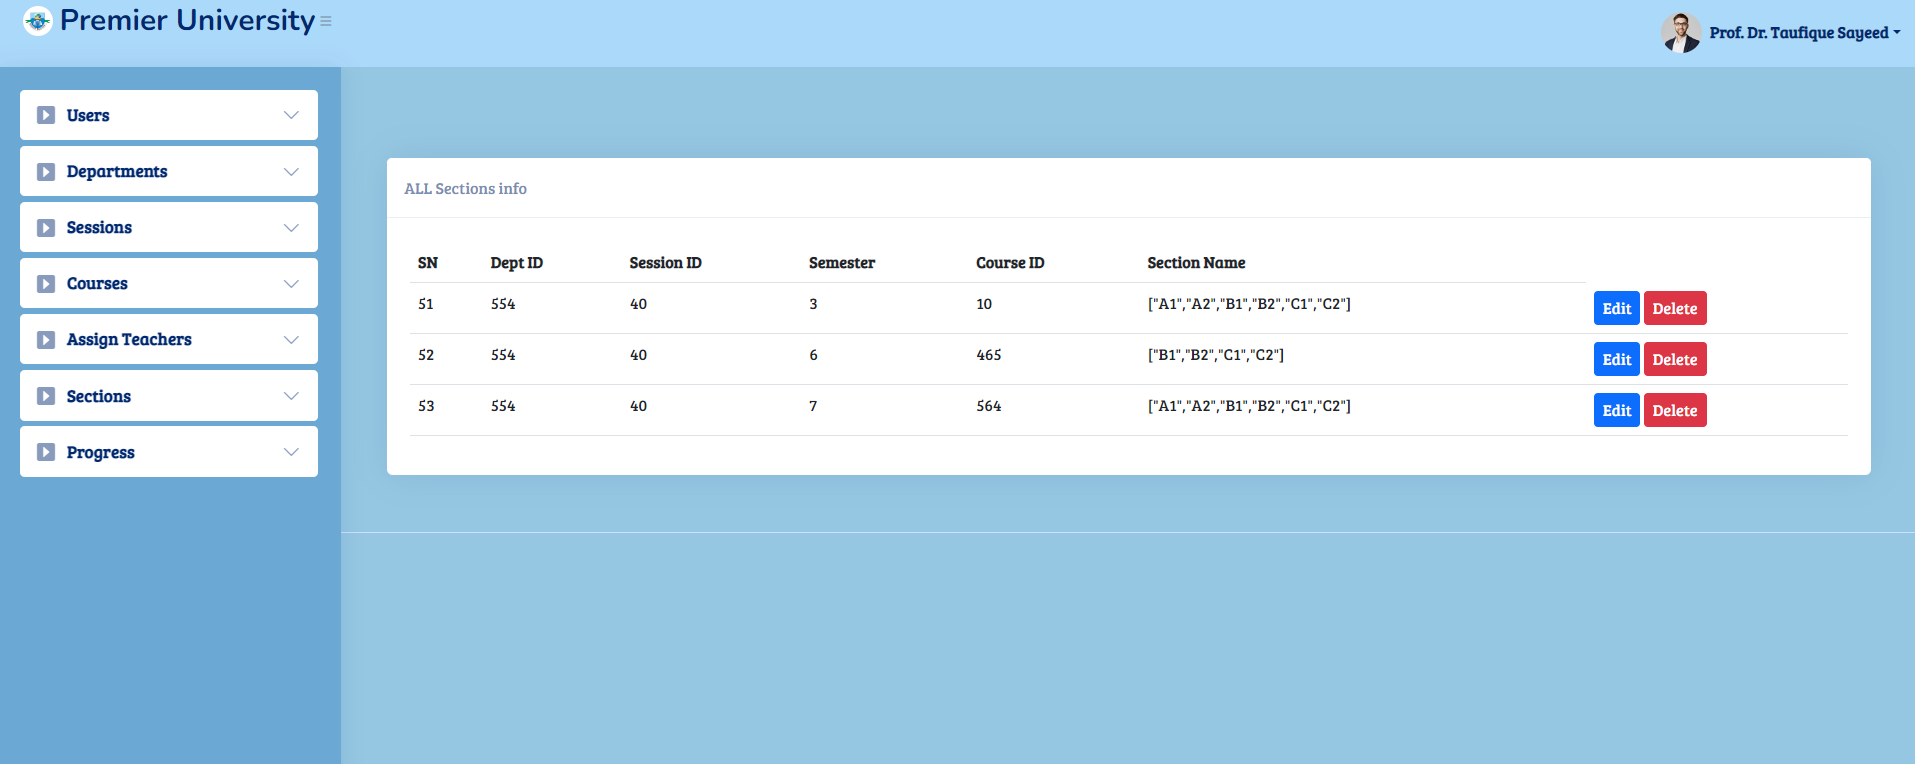 Premier University
Prof. Dr. Taufique Sayeed
Users
Departments
Sessions
Courses
Assign Teachers
Sections
Progress
ALL Sections info
SN Dept ID Session ID Semester Course ID Section Name
51 554 40 3 10 ["A1","A2","B1","B2","C1","C2"] Edit Delete
52 554 40 6 465 ["B1","B2","C1","C2"] Edit Delete
53 554 40 7 564 ["A1","A2","B1","B2","C1","C2"] Edit Delete